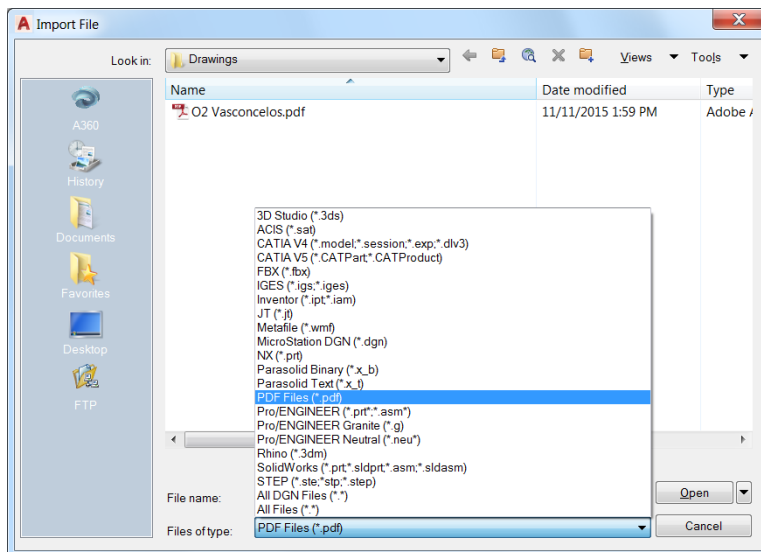 A Import File
X
Look in: Drawings Views Tools
Name Date modified Type
O2 Vasconcelos.pdf 11/11/2015 1:59 PM Adobe A
A360
History
Documents
Favorites
Desktop
FTP
3D Studio (*.3ds)
ACIS (*.sat)
CATIA V4 (*.model;*.session;*.exp;*.dlv3)
CATIA V5 (*.CATPart;*.CATProduct)
FBX (*.fbx)
IGES (*.igs;*.iges)
Inventor (*.ipt;*.iam)
JT (*.jt)
Metafile (*.wmf)
MicroStation DGN (*.dgn)
NX (*.prt)
Parasolid Binary (*.x_b)
Parasolid Text (*.x_t)
PDF Files (*.pdf)
Pro/ENGINEER (*.prt*;*.asm*)
Pro/ENGINEER Granite (*.g)
Pro/ENGINEER Neutral (*.neu*)
Rhino (*.3dm)
SolidWorks (*.prt;*.sldprt;*.asm;*.sldasm)
STEP (*.ste;*stp;*.step)
All DGN Files (*.*)
All Files (*.*)
File name: Open
Files of type: PDF Files (*.pdf) Cancel